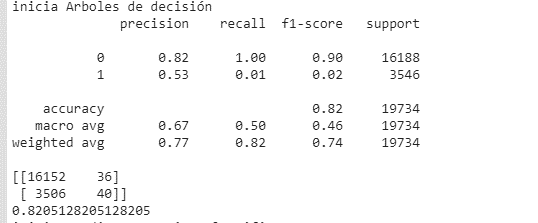 inicia Arboles de decisión
precision recall f1-score support
0 0.82 1.00 0.90 16188
1 0.53 0.01 0.02 3546
accuracy 0.82 19734
macro avg 0.67 0.50 0.46 19734
weighted avg 0.77 0.82 0.74 19734
[[16152 36]
[ 3506 40]]
0.8205128205128205